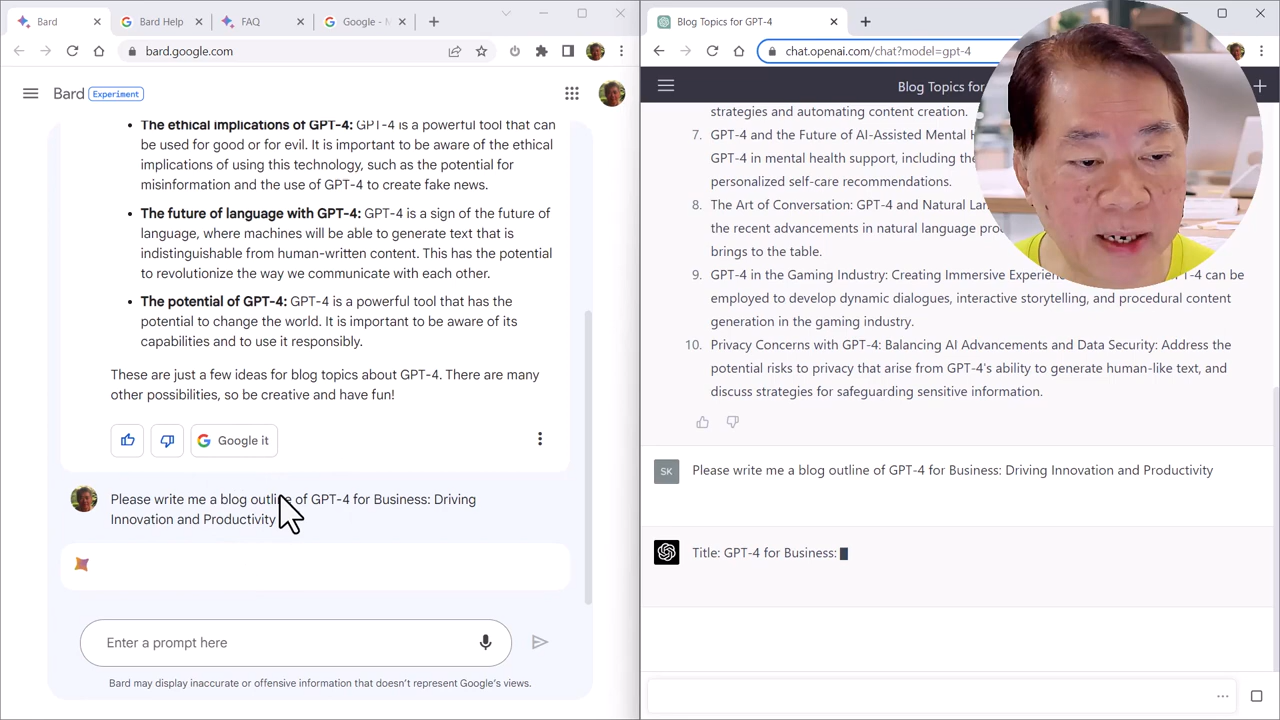 Bard
Bard Help
FAQ
Google - M
bard.google.com
Bard Experiment
The ethical implications of GPT-4: GPT-4 is a powerful tool that can
be used for good or for evil. It is important to be aware of the ethical
implications of using this technology, such as the potential for
misinformation and the use of GPT-4 to create fake news.
The future of language with GPT-4: GPT-4 is a sign of the future of
language, where machines will be able to generate text that is
indistinguishable from human-written content. This has the potential
to revolutionize the way we communicate with each other.
The potential of GPT-4: GPT-4 is a powerful tool that has the
potential to change the world. It is important to be aware of its
capabilities and to use it responsibly.
These are just a few ideas for blog topics about GPT-4. There are many
other possibilities, so be creative and have fun!
Google it
Please write me a blog outline of GPT-4 for Business: Driving
Innovation and Productivity
Enter a prompt here
Bard may display inaccurate or offensive information that doesn't represent Google's views.
Blog Topics for GPT-4
chat.openai.com/chat?model=gpt-4
Blog Topics for
strategies and automating content creation.
7. GPT-4 and the Future of AI-Assisted Mental
GPT-4 in mental health support, including the
personalized self-care recommendations.
8. The Art of Conversation: GPT-4 and Natural
the recent advancements in natural language
brings to the table.
9. GPT-4 in the Gaming Industry: Creating Immersive can be
employed to develop dynamic dialogues, interactive storytelling, and procedural content
generation in the gaming industry.
10. Privacy Concerns with GPT-4: Balancing AI Advancements and Data Security: Address the
potential risks to privacy that arise from GPT-4's ability to generate human-like text, and
discuss strategies for safeguarding sensitive information.
SK
Please write me a blog outline of GPT-4 for Business: Driving Innovation and Productivity
Title: GPT-4 for Business: